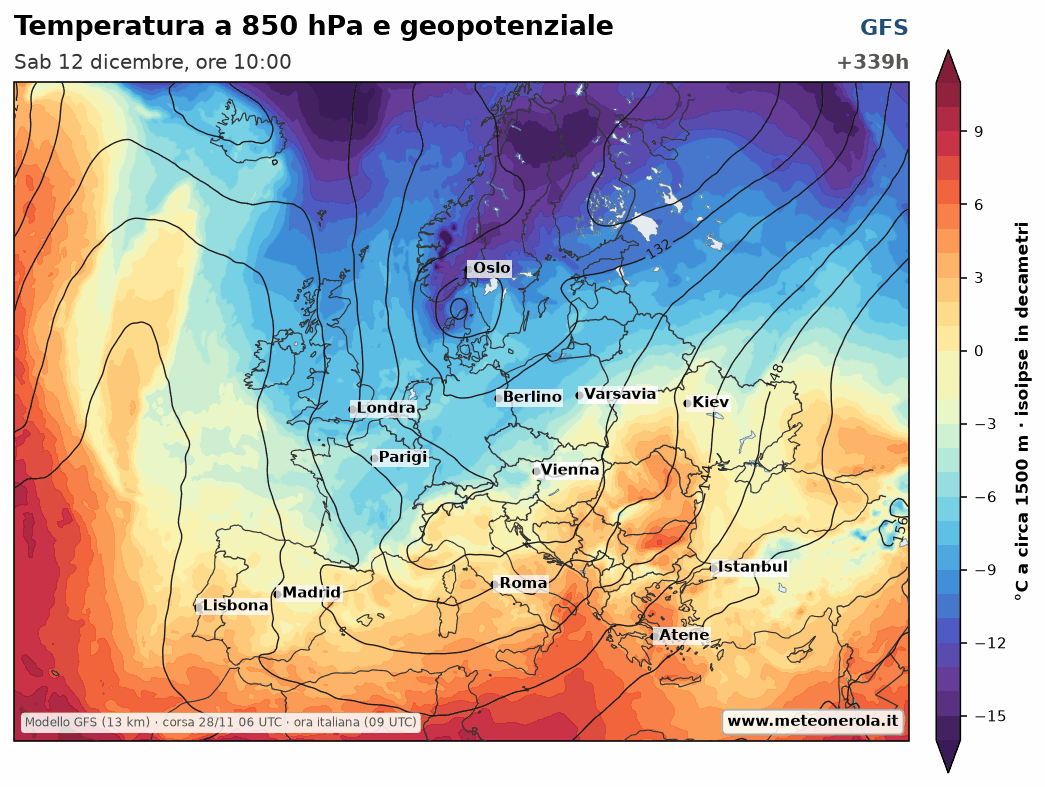 Temperatura a 850 hPa e geopotenziale
GFS
Sab 12 dicembre, ore 10:00
+339h
132
Oslo
148
Berlino
Varsavia
Kiev
Londra
Parigi
Vienna
156
Istanbul
Roma
Madrid
Lisbona
Atene
Modello GFS (13 km) · corsa 28/11 06 UTC · ora italiana (09 UTC)
www.meteonerola.it
9
6
3
0
−3
−6
−9
−12
−15
°C a circa 1500 m · isoipse in decametri